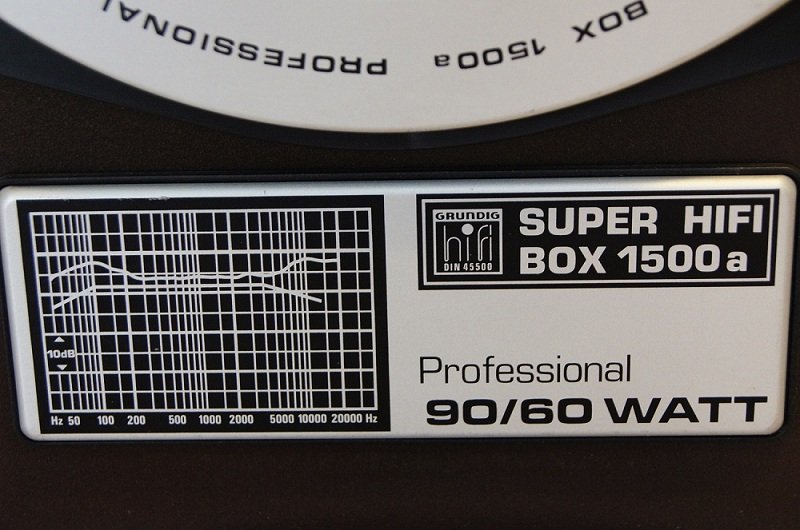 PROFESSIONAL BOX 1500a
GRUNDIG
hifi
DIN 45500
SUPER HIFI
BOX 1500a
10dB
Professional
90/60 WATT
Hz 50 100 200 500 1000 2000 5000 10000 20000 Hz